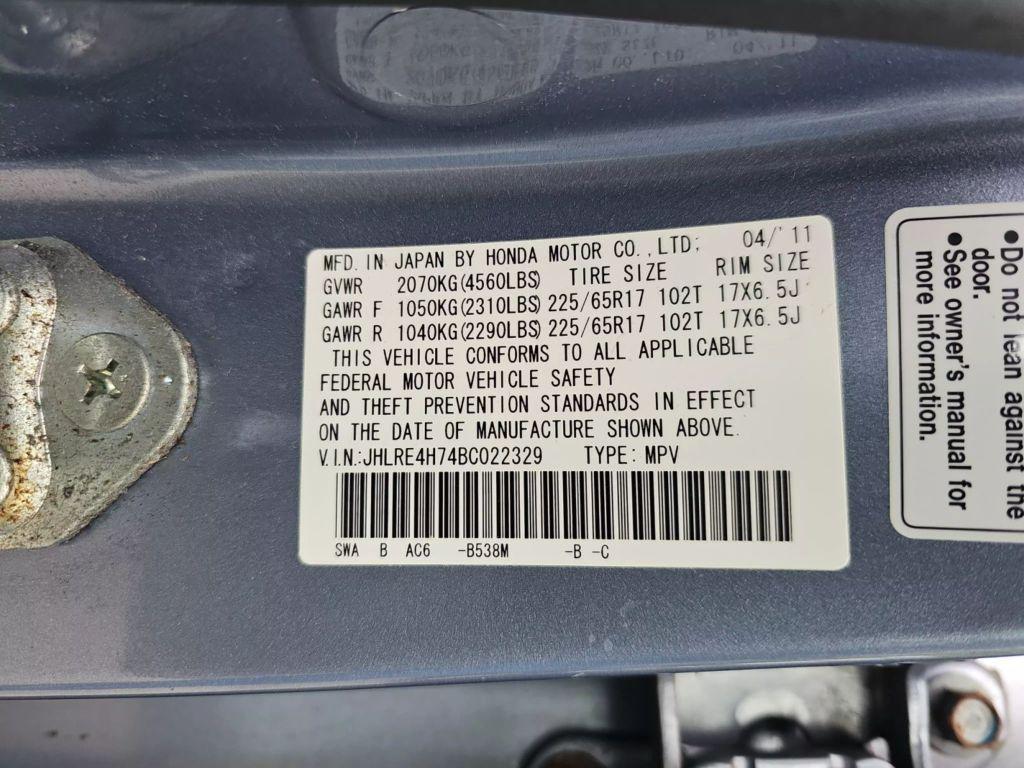 MFD. IN JAPAN BY HONDA MOTOR CO.,LTD; 04/'11
GVWR 2070KG(4560LBS) TIRE SIZE RIM SIZE
GAWR F 1050KG(2310LBS) 225/65R17 102T 17X6.5J
GAWR R 1040KG(2290LBS) 225/65R17 102T 17X6.5J
THIS VEHICLE CONFORMS TO ALL APPLICABLE
FEDERAL MOTOR VEHICLE SAFETY
AND THEFT PREVENTION STANDARDS IN EFFECT
ON THE DATE OF MANUFACTURE SHOWN ABOVE.
V.I.N.:JHLRE4H74BC022329 TYPE: MPV
SWA B AC6 -B538M -B -C
●Do not lean against the
door.
●See owner's manual for
more information.